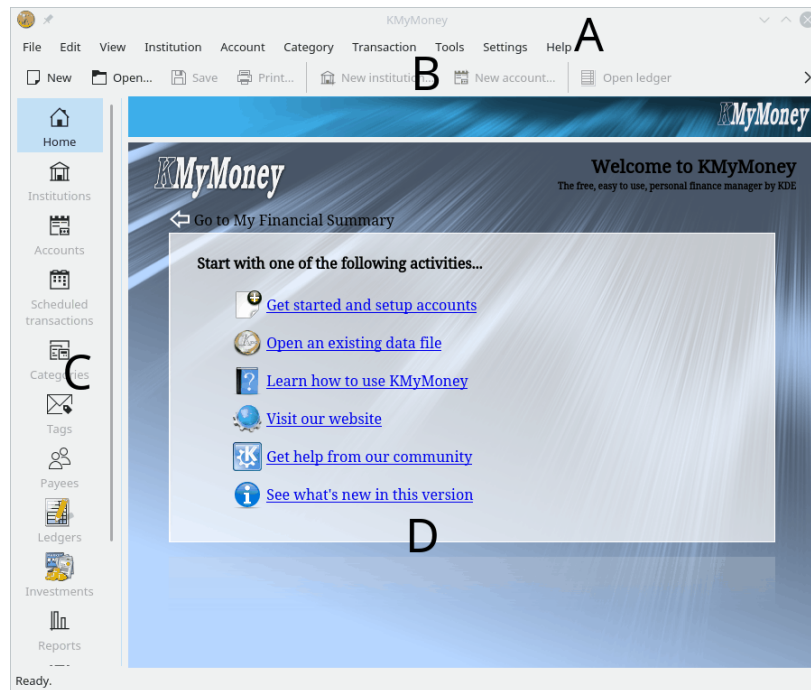 KMyMoney
File Edit View Institution Account Category Transaction Tools Settings Help A
New Open... Save Print... New institution... B New account... Open ledger
KMyMoney
Home
Institutions
Accounts
Scheduled
transactions
Categories
C
Tags
Payees
Ledgers
Investments
Reports
KMyMoney
Welcome to KMyMoney
The free, easy to use, personal finance manager by KDE
Go to My Financial Summary
Start with one of the following activities...
Get started and setup accounts
Open an existing data file
Learn how to use KMyMoney
Visit our website
Get help from our community
See what's new in this version
D
Ready.